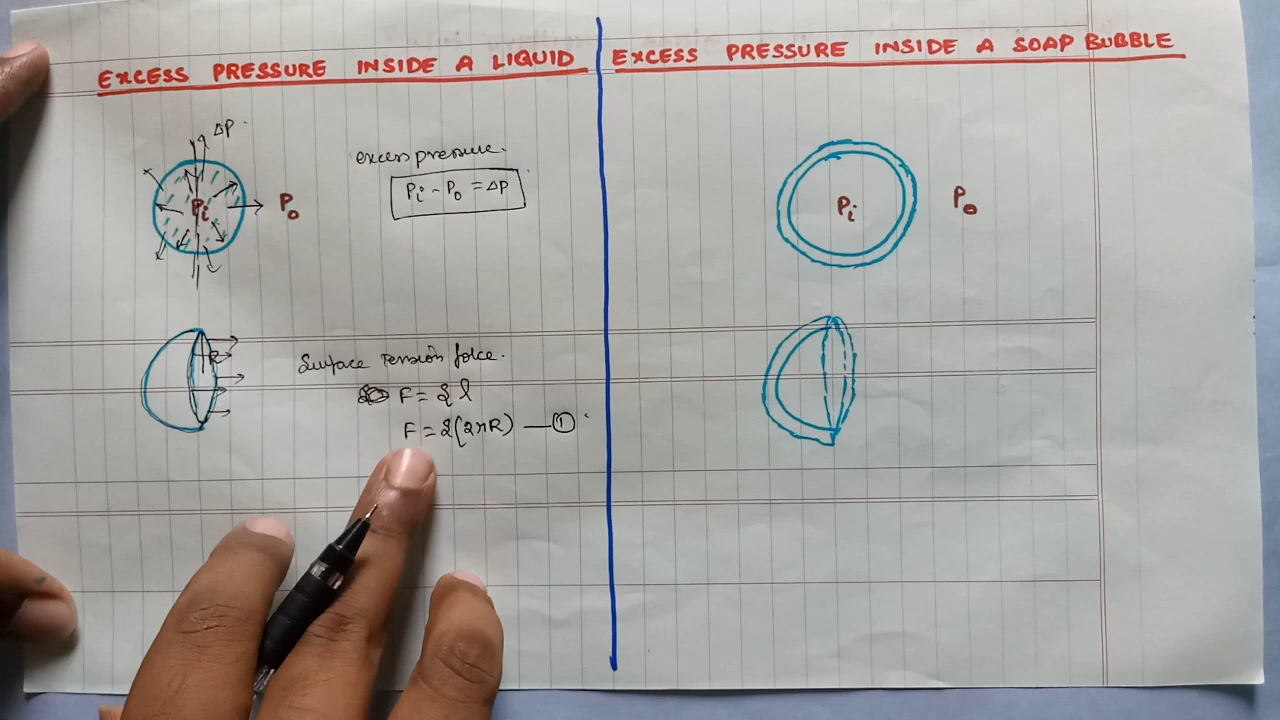 EXCESS PRESSURE INSIDE A LIQUID
ΔP.
Pi
Po
excess pressure.
Pi - Po = ΔP
R
Surface Tension force.
F = ξ l
F = ξ(2πR) — ①
EXCESS PRESSURE INSIDE A SOAP BUBBLE
Pi
Po